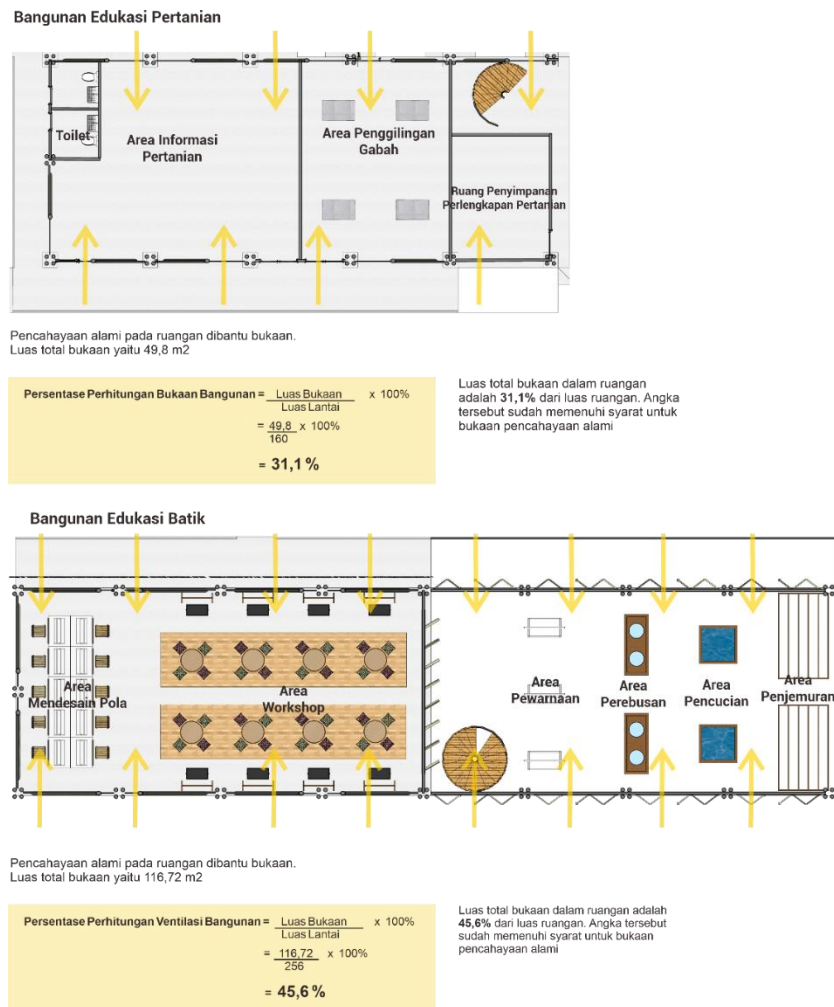 Bangunan Edukasi Pertanian
Toilet
Area Informasi
Pertanian
Area Penggilingan
Gabah
Ruang Penyimpanan
Perlengkapan Pertanian
Pencahayaan alami pada ruangan dibantu bukaan.
Luas total bukaan yaitu 49,8 m2
Persentase Perhitungan Bukaan Bangunan = Luas Bukaan x 100%
Luas Lantai
= 49,8 x 100%
160
= 31,1 %
Luas total bukaan dalam ruangan
adalah 31,1% dari luas ruangan. Angka
tersebut sudah memenuhi syarat untuk
bukaan pencahayaan alami
Bangunan Edukasi Batik
Area
Mendesain Pola
Area
Workshop
Area
Pewarnaan
Area
Perebusan
Area
Pencucian
Area
Penjemuran
Pencahayaan alami pada ruangan dibantu bukaan.
Luas total bukaan yaitu 116,72 m2
Persentase Perhitungan Ventilasi Bangunan = Luas Bukaan x 100%
Luas Lantai
= 116,72 x 100%
256
= 45,6 %
Luas total bukaan dalam ruangan adalah
45,6% dari luas ruangan. Angka tersebut
sudah memenuhi syarat untuk bukaan
pencahayaan alami